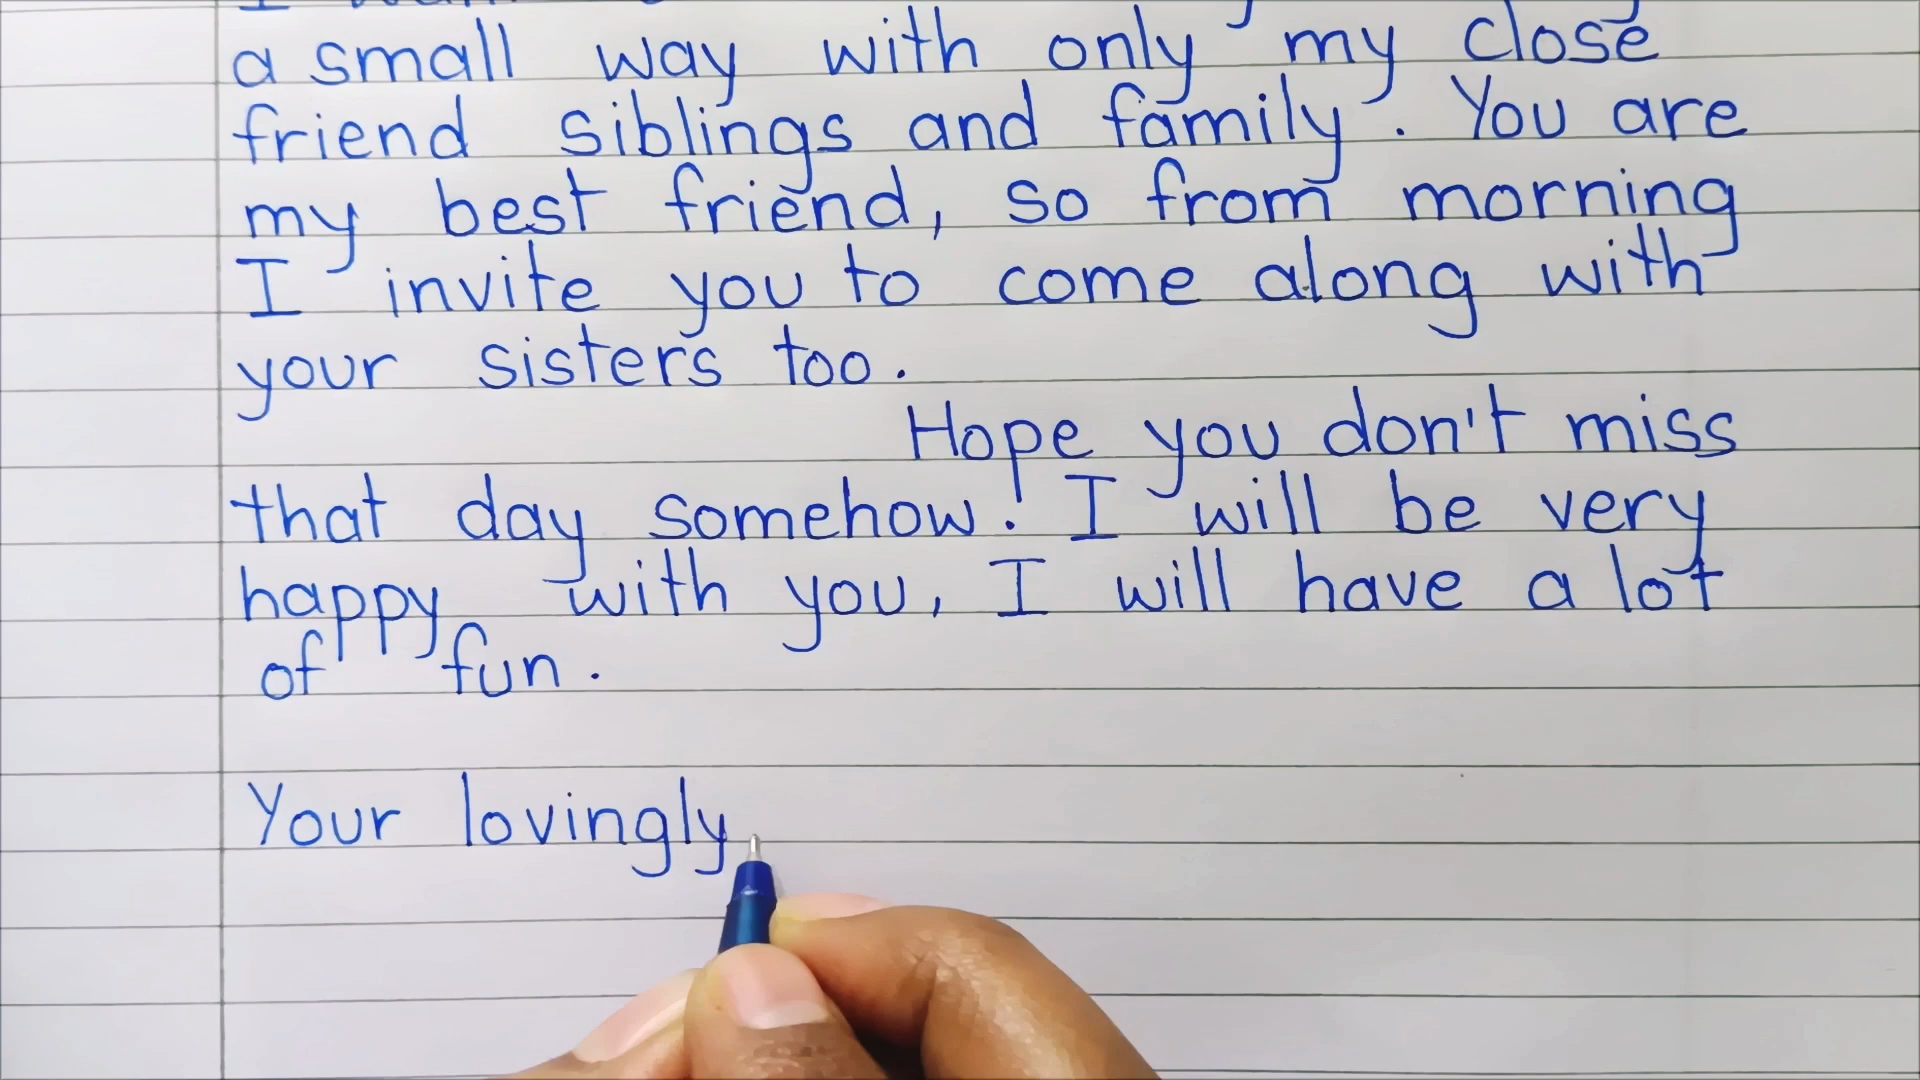 a small way with only my close
friend siblings and family. You are
my best friend, so from morning
I invite you to come along with
your sisters too.
Hope you don't miss
that day somehow. I will be very
happy with you, I will have a lot
of fun.
Your lovingly